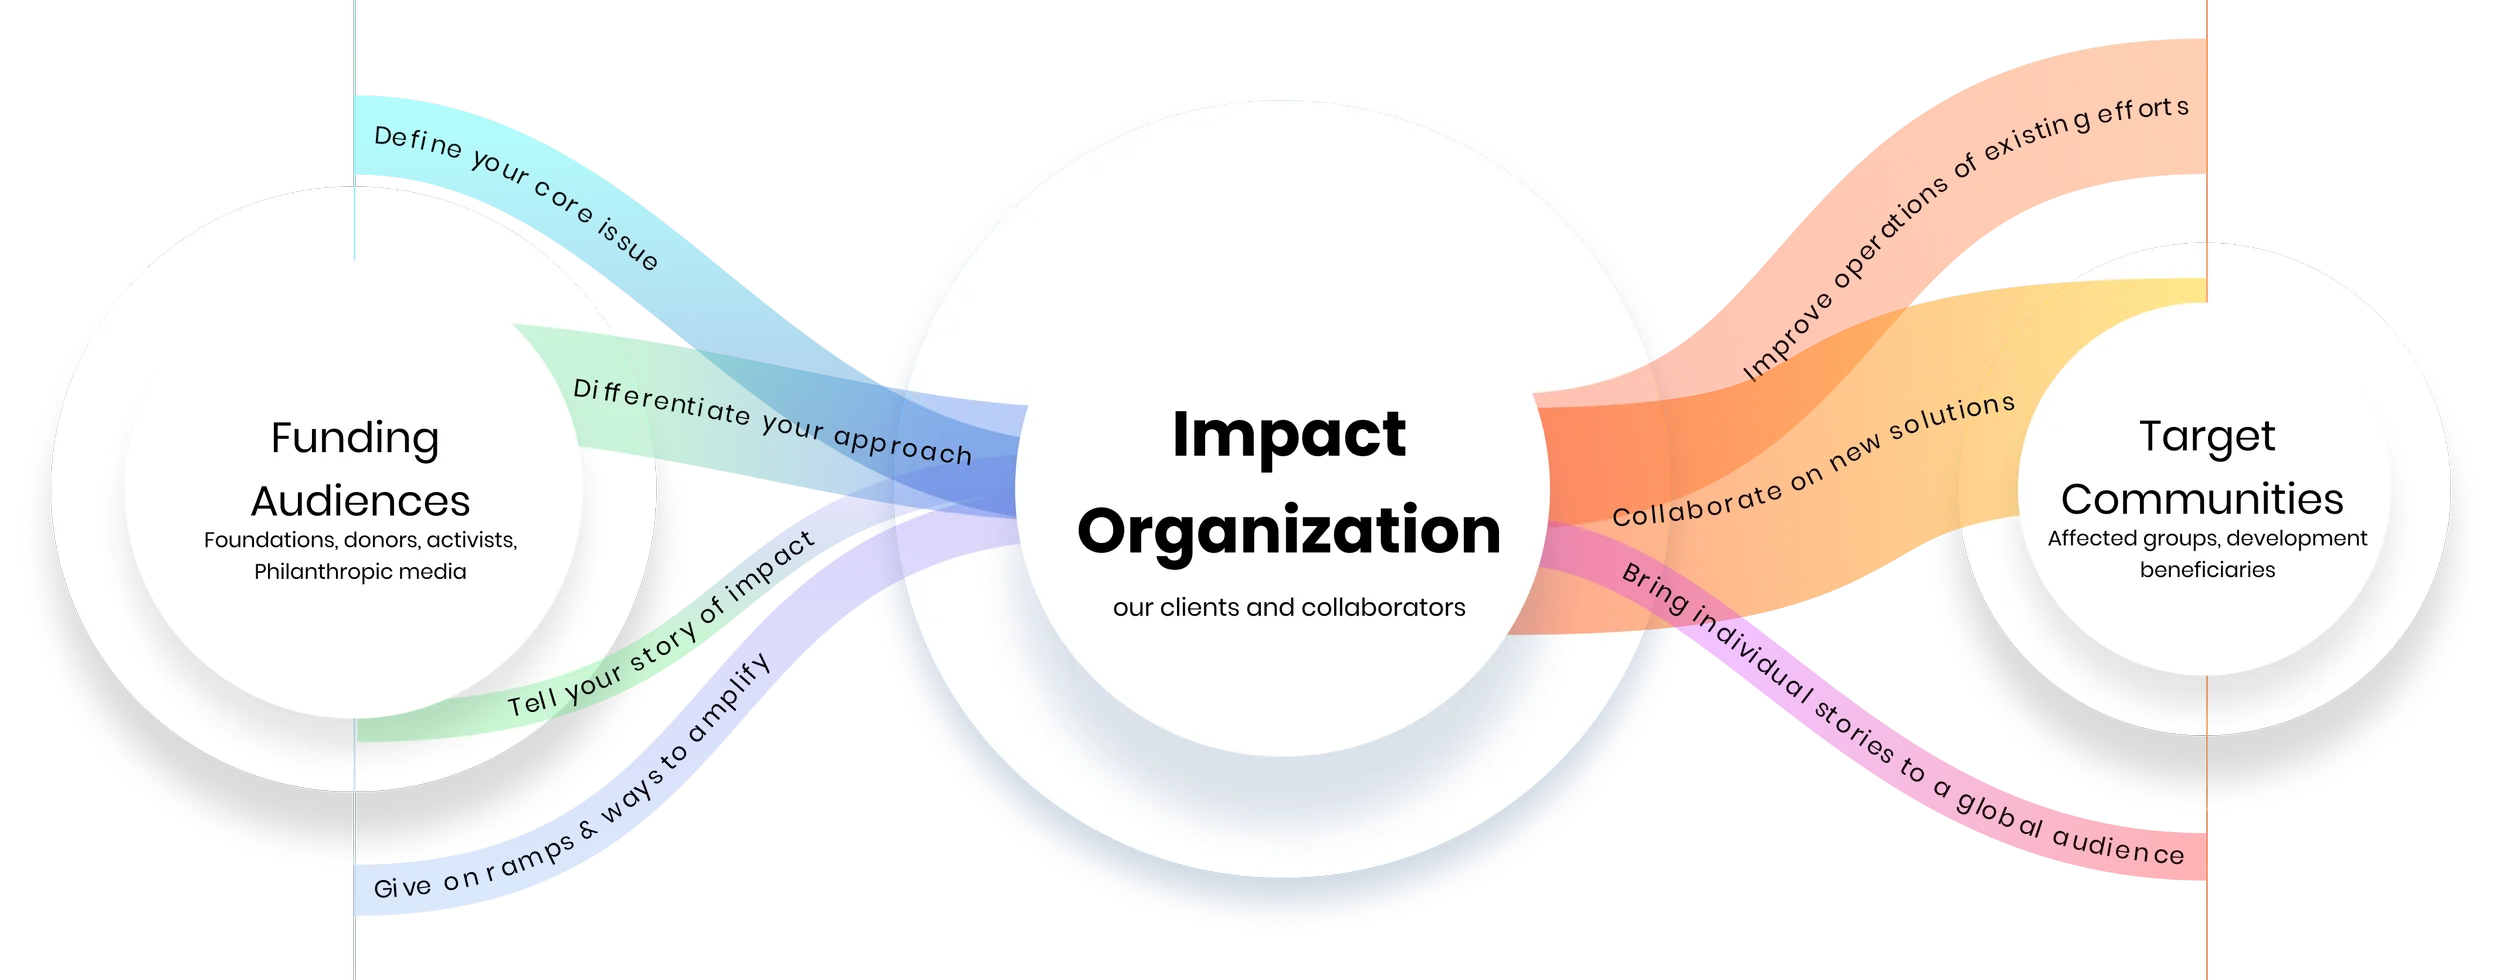 Define your core issue
Differentiate your approach
Funding
Audiences
Foundations, donors, activists,
Philanthropic media
Tell your story of impact
Give on ramps & ways to amplify
Impact
Organization
our clients and collaborators
Improve operations of existing efforts
Collaborate on new solutions
Bring individual stories to a global audience
Target
Communities
Affected groups, development
beneficiaries